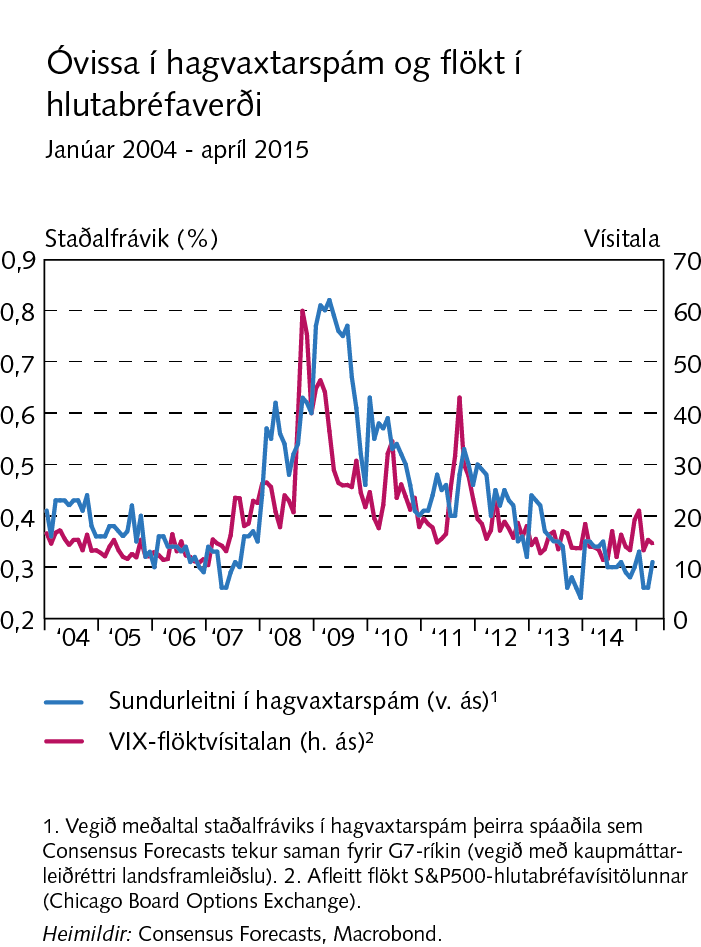 Óvissa í hagvaxtarspám og flökt í
hlutabréfaverði
Janúar 2004 - apríl 2015
Staðalfrávik (%)
Vísitala
0,9
0,8
0,7
0,6
0,5
0,4
0,3
0,2
70
60
50
40
30
20
10
0
‘04 ‘05 ‘06 ‘07 ‘08 ‘09 ‘10 ‘11 ‘12 ‘13 ‘14
Sundurleitni í hagvaxtarspám (v. ás)¹
VIX-flöktvísitalan (h. ás)²
1. Vegið meðaltal staðalfráviks í hagvaxtarspám þeirra spáaðila sem
Consensus Forecasts tekur saman fyrir G7-ríkin (vegið með kaupmáttar-
leiðréttri landsframleiðslu). 2. Afleitt flökt S&P500-hlutabréfavísitölunnar
(Chicago Board Options Exchange).
Heimildir: Consensus Forecasts, Macrobond.